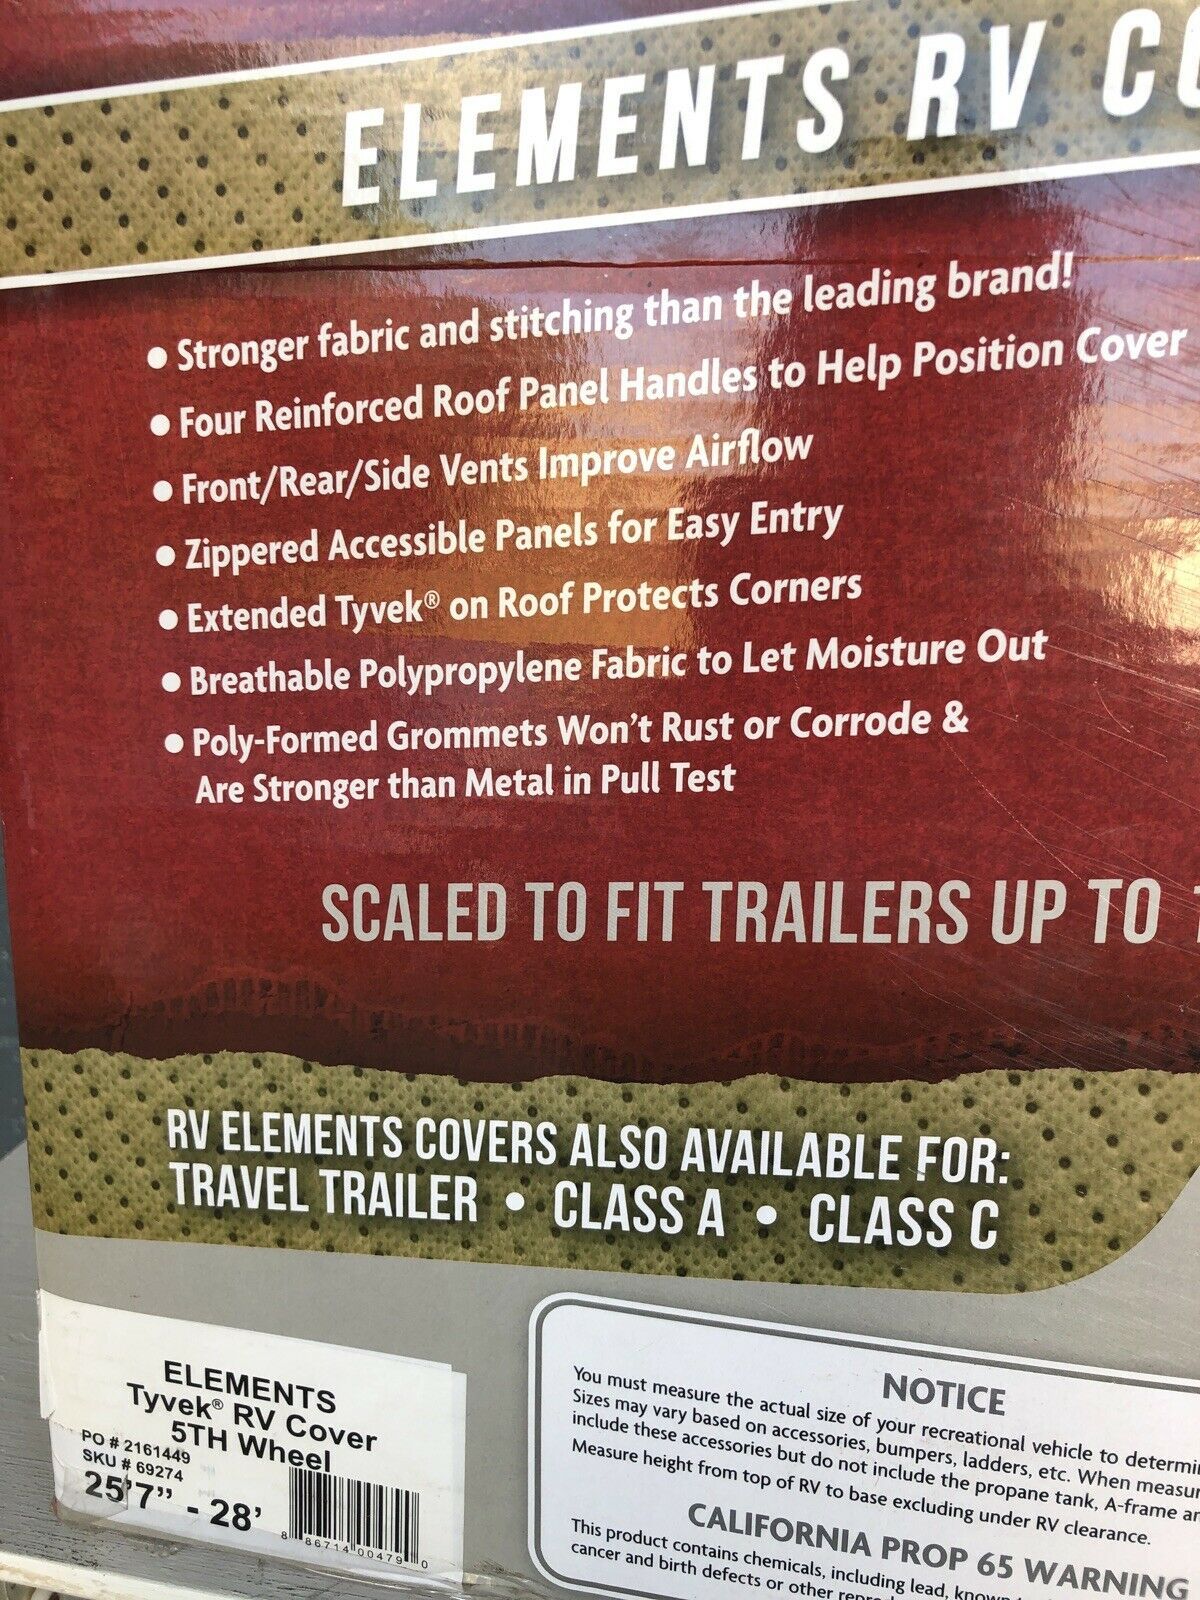 ELEMENTS RV
• Stronger fabric and stitching than the leading brand!
• Four Reinforced Roof Panel Handles to Help Position Cover
• Front/Rear/Side Vents Improve Airflow
• Zippered Accessible Panels for Easy Entry
• Extended Tyvek® on Roof Protects Corners
• Breathable Polypropylene Fabric to Let Moisture Out
• Poly-Formed Grommets Won't Rust or Corrode &
Are Stronger than Metal in Pull Test
SCALED TO FIT TRAILERS UP TO
RV ELEMENTS COVERS ALSO AVAILABLE FOR:
TRAVEL TRAILER • CLASS A • CLASS C
ELEMENTS
Tyvek® RV Cover
5TH Wheel
PO # 2161449
SKU # 69274
25'7" - 28'
8 86714 00479 0
NOTICE
You must measure the actual size of your recreational vehicle to
Sizes may vary based on accessories, bumpers, ladders, etc. When
include these accessories but do not include the propane tank, A-frame
Measure height from top of RV to base excluding under RV clearance.
CALIFORNIA PROP 65 WARNING
This product contains chemicals, including lead,
cancer and birth defects or other